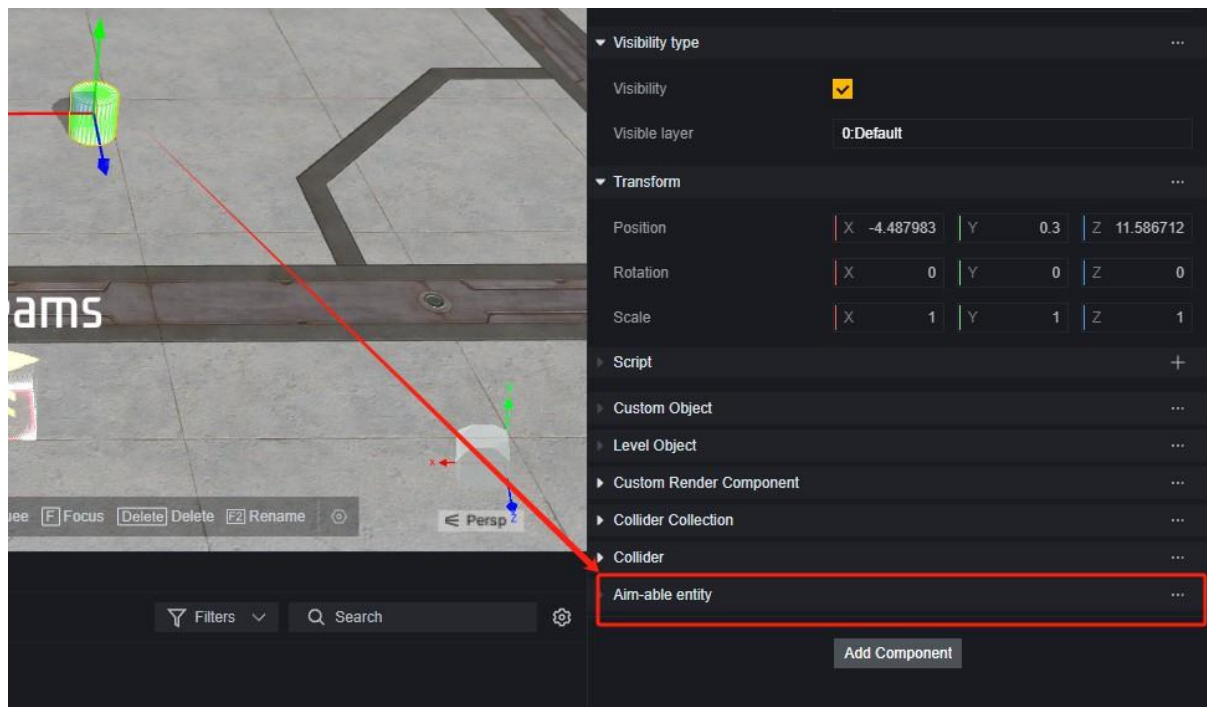 Visibility type
Visibility
Visible layer 0:Default
Transform
Position X -4.487983 Y 0.3 Z 11.586712
Rotation X 0 Y 0 Z 0
Scale X 1 Y 1 Z 1
Script
Custom Object
Level Object
Custom Render Component
Collider Collection
Collider
Aim-able entity
Add Component
eams
x
z
uee F Focus Delete Delete F2 Rename
Persp
Filters Search